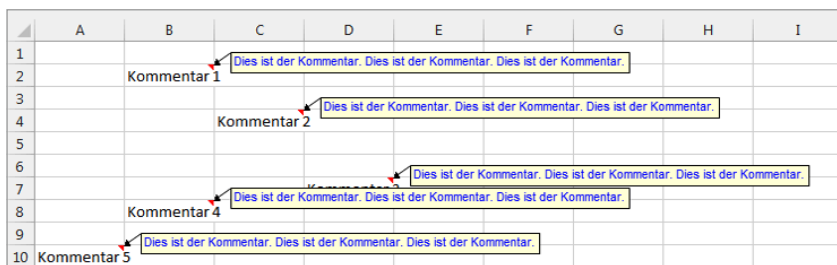 A B C D E F G H I
1 Dies ist der Kommentar. Dies ist der Kommentar. Dies ist der Kommentar.
2 Kommentar 1
3 Dies ist der Kommentar. Dies ist der Kommentar. Dies ist der Kommentar.
4 Kommentar 2
5
6 Dies ist der Kommentar. Dies ist der Kommentar. Dies ist der Kommentar.
7
Dies ist der Kommentar. Dies ist der Kommentar. Dies ist der Kommentar.
8 Kommentar 4
9 Dies ist der Kommentar. Dies ist der Kommentar. Dies ist der Kommentar.
10 Kommentar 5